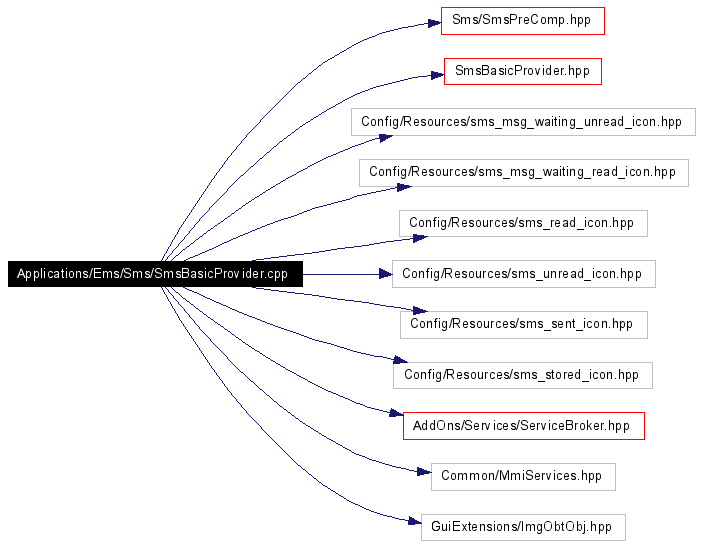 Sms/SmsPreComp.hpp
SmsBasicProvider.hpp
Config/Resources/sms_msg_waiting_unread_icon.hpp
Config/Resources/sms_msg_waiting_read_icon.hpp
Config/Resources/sms_read_icon.hpp
Applications/Ems/Sms/SmsBasicProvider.cpp
Config/Resources/sms_unread_icon.hpp
Config/Resources/sms_sent_icon.hpp
Config/Resources/sms_stored_icon.hpp
AddOns/Services/ServiceBroker.hpp
Common/MmiServices.hpp
GuiExtensions/ImgObtObj.hpp